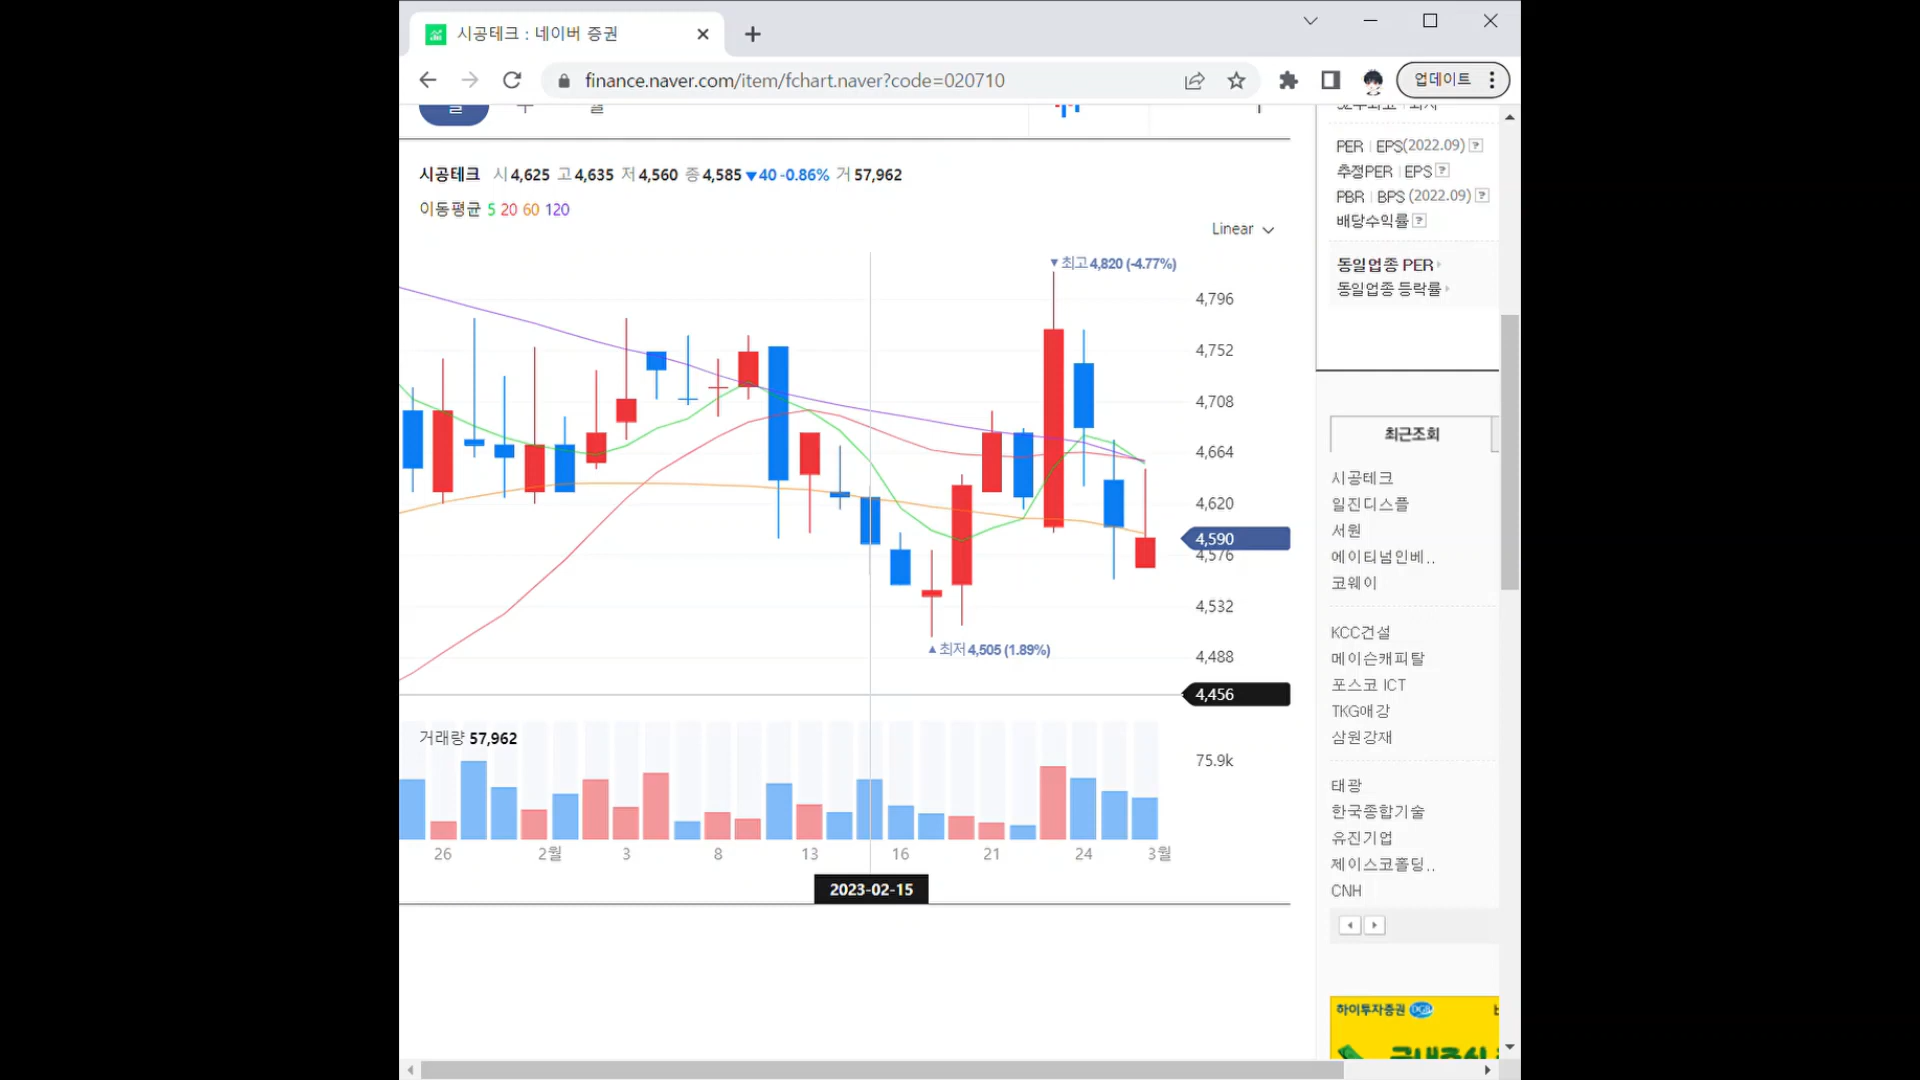 시공테크 : 네이버 증권
finance.naver.com/item/fchart.naver?code=020710
업데이트
시공테크 시 4,625 고 4,635 저 4,560 종 4,585 ▼40 -0.86% 거 57,962
이동평균 5 20 60 120
Linear
▼최고 4,820 (-4.77%)
4,796
4,752
4,708
4,664
4,620
4,590
4,576
4,532
▲최저 4,505 (1.89%)
4,488
4,456
거래량 57,962
75.9k
26 2월 3 8 13 16 21 24 3월
2023-02-15
PER EPS(2022.09) ?
추정PER EPS ?
PBR BPS (2022.09) ?
배당수익률 ?
동일업종 PER
동일업종 등락률
최근조회
시공테크
일진디스플
서원
에이티넘인베..
코웨이
KCC건설
메이슨캐피탈
포스코 ICT
TKG애강
삼원강재
태광
한국종합기술
유진기업
제이스코홀딩..
CNH
하이투자증권 DGB